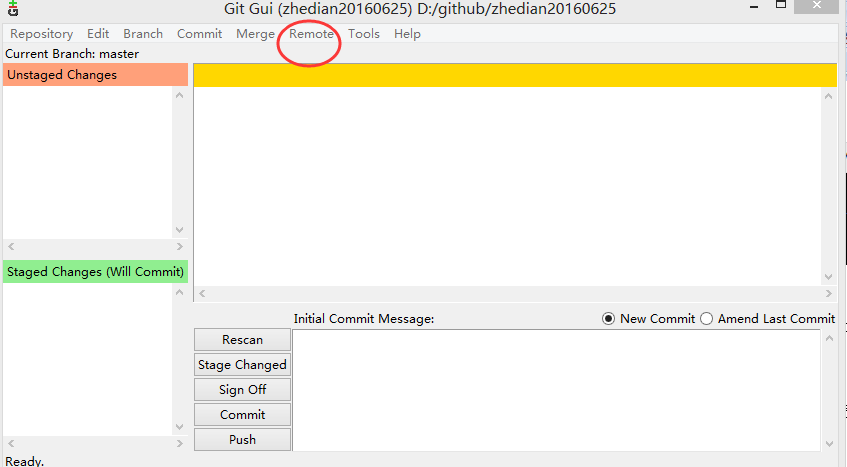 Git Gui (zhedian20160625) D:/github/zhedian20160625
Repository Edit Branch Commit Merge Remote Tools Help
Current Branch: master
Unstaged Changes
Staged Changes (Will Commit)
Initial Commit Message:
New Commit
Amend Last Commit
Rescan
Stage Changed
Sign Off
Commit
Push
Ready.